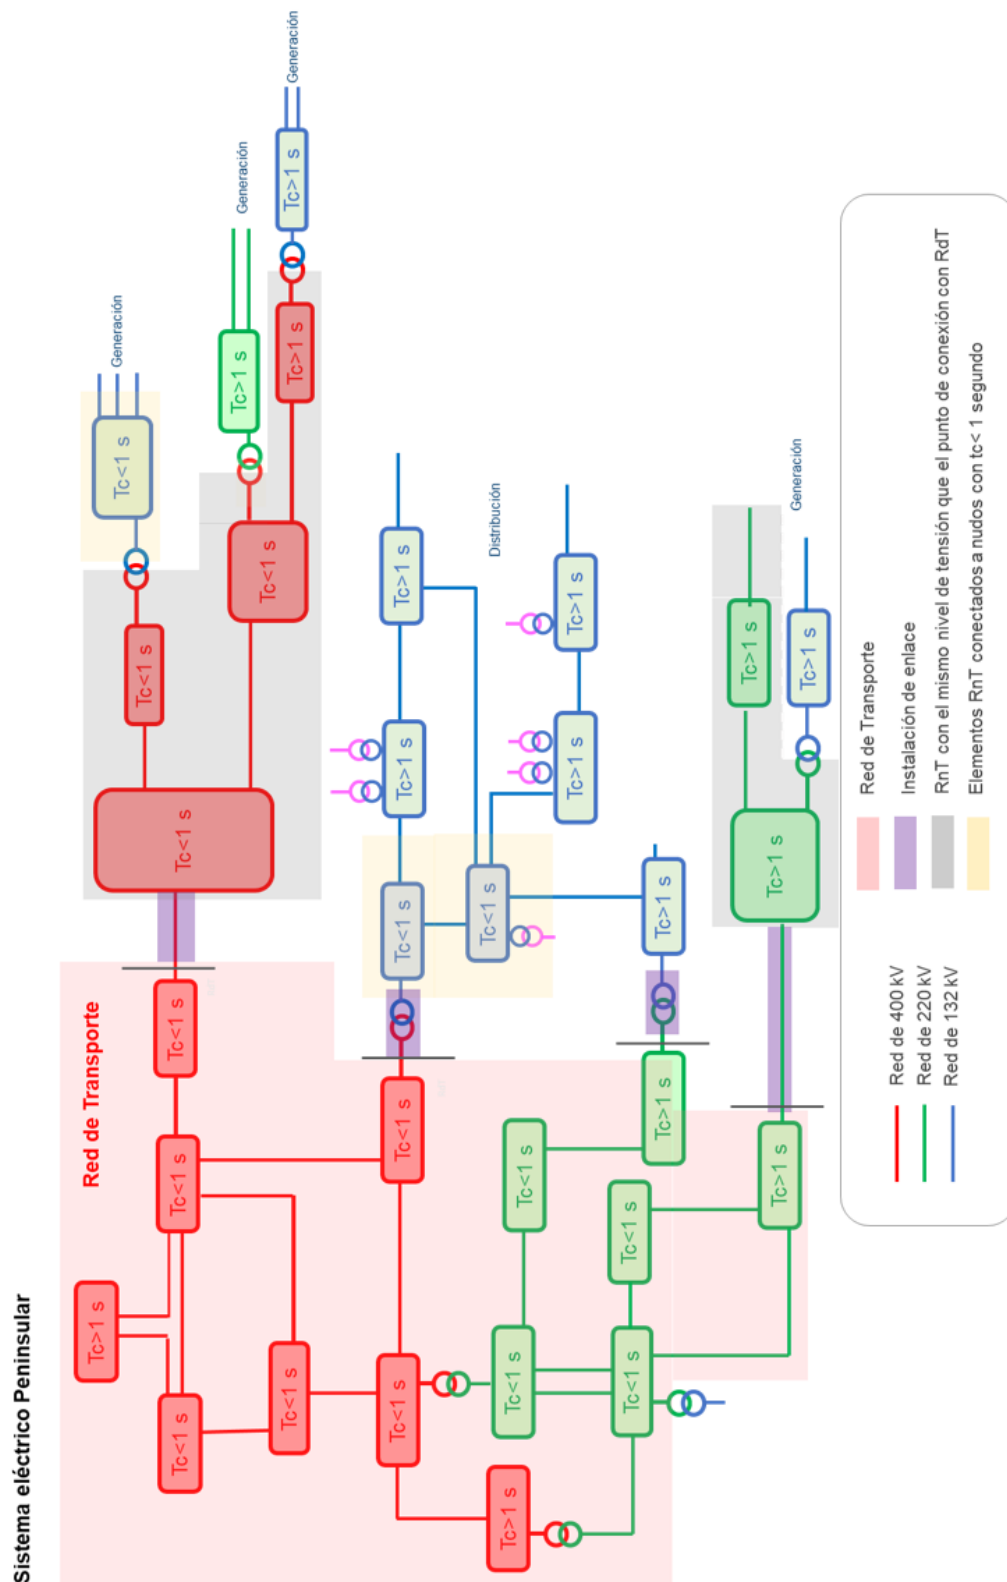 Sistema eléctrico Peninsular
Red de Transporte
Tc>1 s
Tc<1 s
Generación
Tc<1 s
Tc<1 s
Tc<1 s
Tc<1 s
Tc<1 s
Tc<1 s
Tc>1 s
Generación
Tc<1 s
Tc>1 s
Tc>1 s
Generación
Tc<1 s
Tc<1 s
Tc<1 s
Tc<1 s
Tc>1 s
Tc>1 s
Tc>1 s
Tc<1 s
Tc<1 s
Tc<1 s
Distribución
Tc>1 s
Tc>1 s
Tc<1 s
Tc<1 s
Tc>1 s
Tc>1 s
Tc>1 s
Tc>1 s
Tc>1 s
Tc>1 s
Generación
Red de 400 kV
Red de 220 kV
Red de 132 kV
Red de Transporte
Instalación de enlace
RnT con el mismo nivel de tensión que el punto de conexión con RdT
Elementos RnT conectados a nudos con tc< 1 segundo